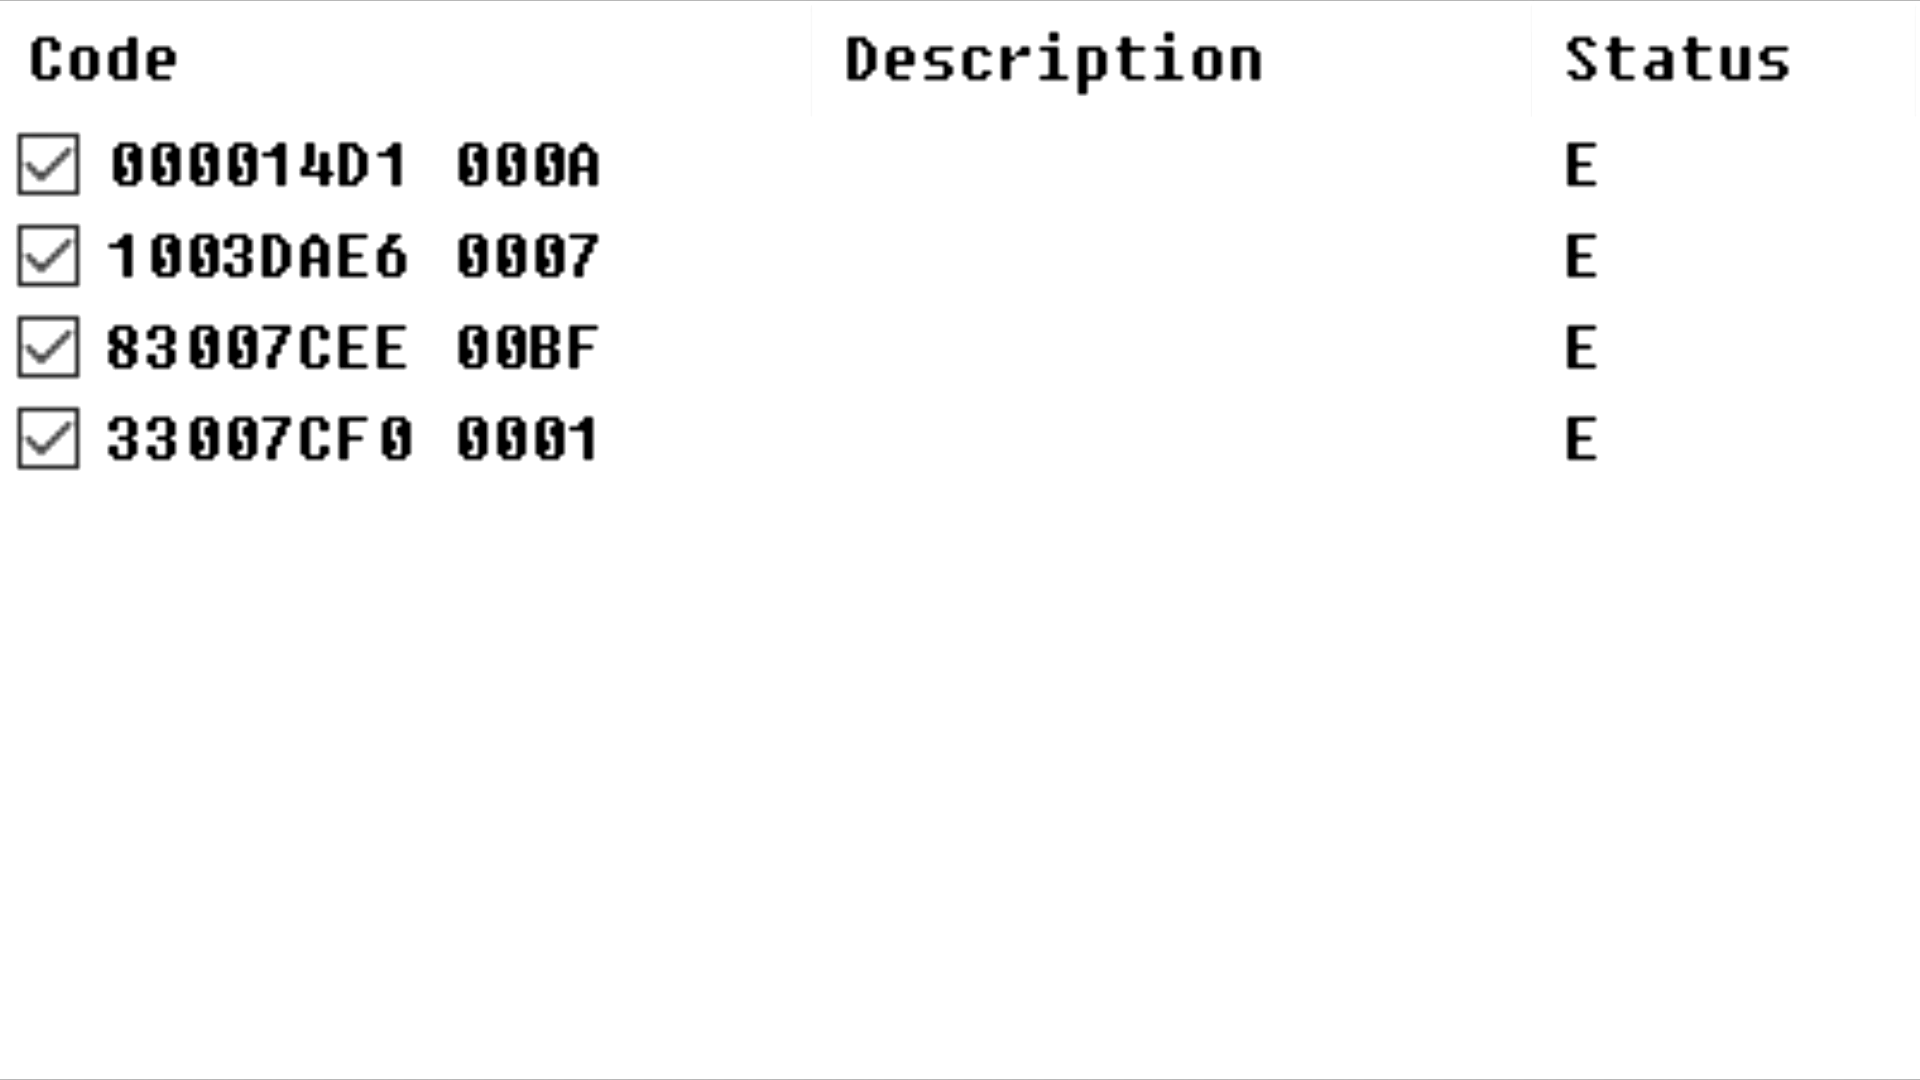 Code Description Status
000014D1 000A E
1003DAE6 0007 E
83007CEE 00BF E
33007CF0 0001 E